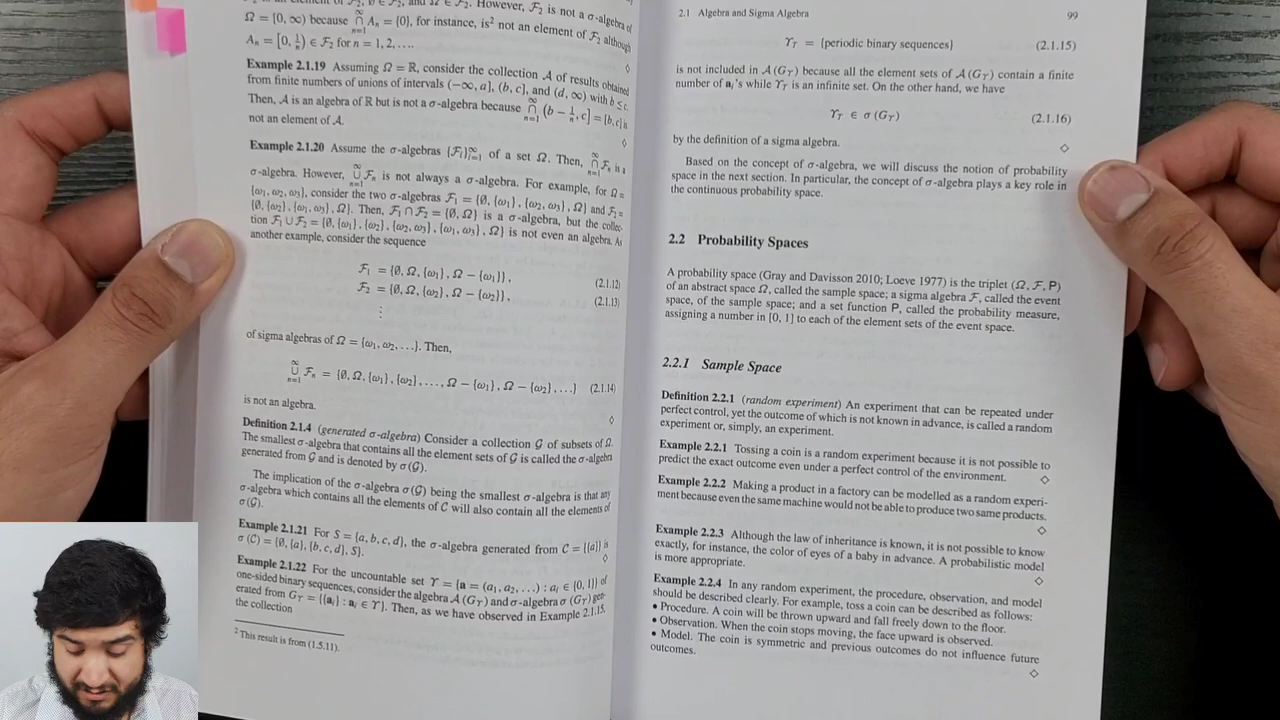 Ω = [0, ∞) because ∞∩n=1 Aₙ = {0}, for instance, is² not an element of ℱ₂ although
Aₙ = [0, 1/n) ∈ ℱ₂ for n = 1, 2, ....
◊
Example 2.1.19 Assuming Ω = ℝ, consider the collection 𝒜 of results obtained
from finite numbers of unions of intervals (−∞, a], (b, c], and (d, ∞) with b ≤ c.
Then, 𝒜 is an algebra of ℝ but is not a σ-algebra because ∞∩n=1 (b − 1/n, c] = [b, c] is
not an element of 𝒜.
◊
Example 2.1.20 Assume the σ-algebras {ℱᵢ}∞i=1 of a set Ω. Then, ∞∩n=1 ℱₙ is a
σ-algebra. However, ∞∪n=1 ℱₙ is not always a σ-algebra. For example, for Ω =
{ω₁, ω₂, ω₃}, consider the two σ-algebras ℱ₁ = {∅, {ω₁}, {ω₂, ω₃}, Ω} and ℱ₂ =
{∅, {ω₂}, {ω₁, ω₃}, Ω}. Then, ℱ₁ ∩ ℱ₂ = {∅, Ω} is a σ-algebra, but the collec-
tion ℱ₁ ∪ ℱ₂ = {∅, {ω₁}, {ω₂}, {ω₂, ω₃}, {ω₁, ω₃}, Ω} is not even an algebra. As
another example, consider the sequence
ℱ₁ = {∅, Ω, {ω₁}, Ω − {ω₁}}, (2.1.12)
ℱ₂ = {∅, Ω, {ω₂}, Ω − {ω₂}}, (2.1.13)
⋮
of sigma algebras of Ω = {ω₁, ω₂, ...}. Then,
∞∪n=1 ℱₙ = {∅, Ω, {ω₁}, {ω₂}, ..., Ω − {ω₁}, Ω − {ω₂}, ...} (2.1.14)
is not an algebra.
◊
Definition 2.1.4 (generated σ-algebra) Consider a collection 𝒢 of subsets of Ω.
The smallest σ-algebra that contains all the element sets of 𝒢 is called the σ-algebra
generated from 𝒢 and is denoted by σ(𝒢).
The implication of the σ-algebra σ(𝒢) being the smallest σ-algebra is that any
σ-algebra which contains all the elements of 𝒢 will also contain all the elements of
σ(𝒢).
Example 2.1.21 For S = {a, b, c, d}, the σ-algebra generated from C = {{a}} is
σ(C) = {∅, {a}, {b, c, d}, S}.
◊
Example 2.1.22 For the uncountable set ϒ = {a = (a₁, a₂, ...) : aᵢ ∈ {0, 1}} of
one-sided binary sequences, consider the algebra 𝒜(G_ϒ) and σ-algebra σ(G_ϒ) gen-
erated from G_ϒ = {{aᵢ} : aᵢ ∈ ϒ}. Then, as we have observed in Example 2.1.15,
the collection
² This result is from (1.5.11).
2.1 Algebra and Sigma Algebra 99
ϒ_T = {periodic binary sequences} (2.1.15)
is not included in 𝒜(G_ϒ) because all the element sets of 𝒜(G_ϒ) contain a finite
number of aᵢ's while ϒ_T is an infinite set. On the other hand, we have
ϒ_T ∈ σ(G_ϒ) (2.1.16)
by the definition of a sigma algebra.
◊
Based on the concept of σ-algebra, we will discuss the notion of probability
space in the next section. In particular, the concept of σ-algebra plays a key role in
the continuous probability space.
2.2 Probability Spaces
A probability space (Gray and Davisson 2010; Loeve 1977) is the triplet (Ω, ℱ, P)
of an abstract space Ω, called the sample space; a sigma algebra ℱ, called the event
space, of the sample space; and a set function P, called the probability measure,
assigning a number in [0, 1] to each of the element sets of the event space.
2.2.1 Sample Space
Definition 2.2.1 (random experiment) An experiment that can be repeated under
perfect control, yet the outcome of which is not known in advance, is called a random
experiment or, simply, an experiment.
Example 2.2.1 Tossing a coin is a random experiment because it is not possible to
predict the exact outcome even under a perfect control of the environment.
◊
Example 2.2.2 Making a product in a factory can be modelled as a random experi-
ment because even the same machine would not be able to produce two same products.
◊
Example 2.2.3 Although the law of inheritance is known, it is not possible to know
exactly, for instance, the color of eyes of a baby in advance. A probabilistic model
is more appropriate.
◊
Example 2.2.4 In any random experiment, the procedure, observation, and model
should be described clearly. For example, toss a coin can be described as follows:
• Procedure. A coin will be thrown upward and fall freely down to the floor.
• Observation. When the coin stops moving, the face upward is observed.
• Model. The coin is symmetric and previous outcomes do not influence future
outcomes.
◊